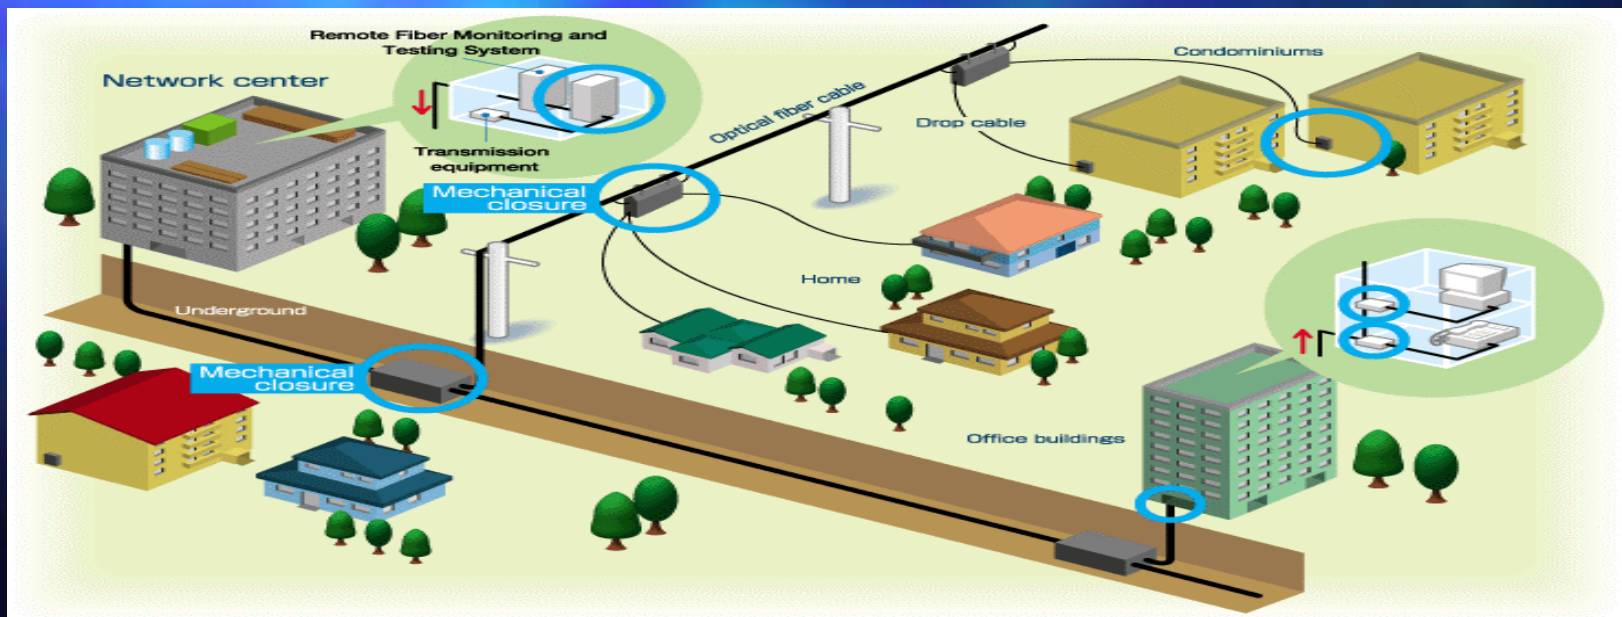 Remote Fiber Monitoring and
Testing System
Network center
Transmission
equipment
Optical fiber cable
Condominiums
Drop cable
Mechanical
closure
Home
Underground
Mechanical
closure
Office buildings